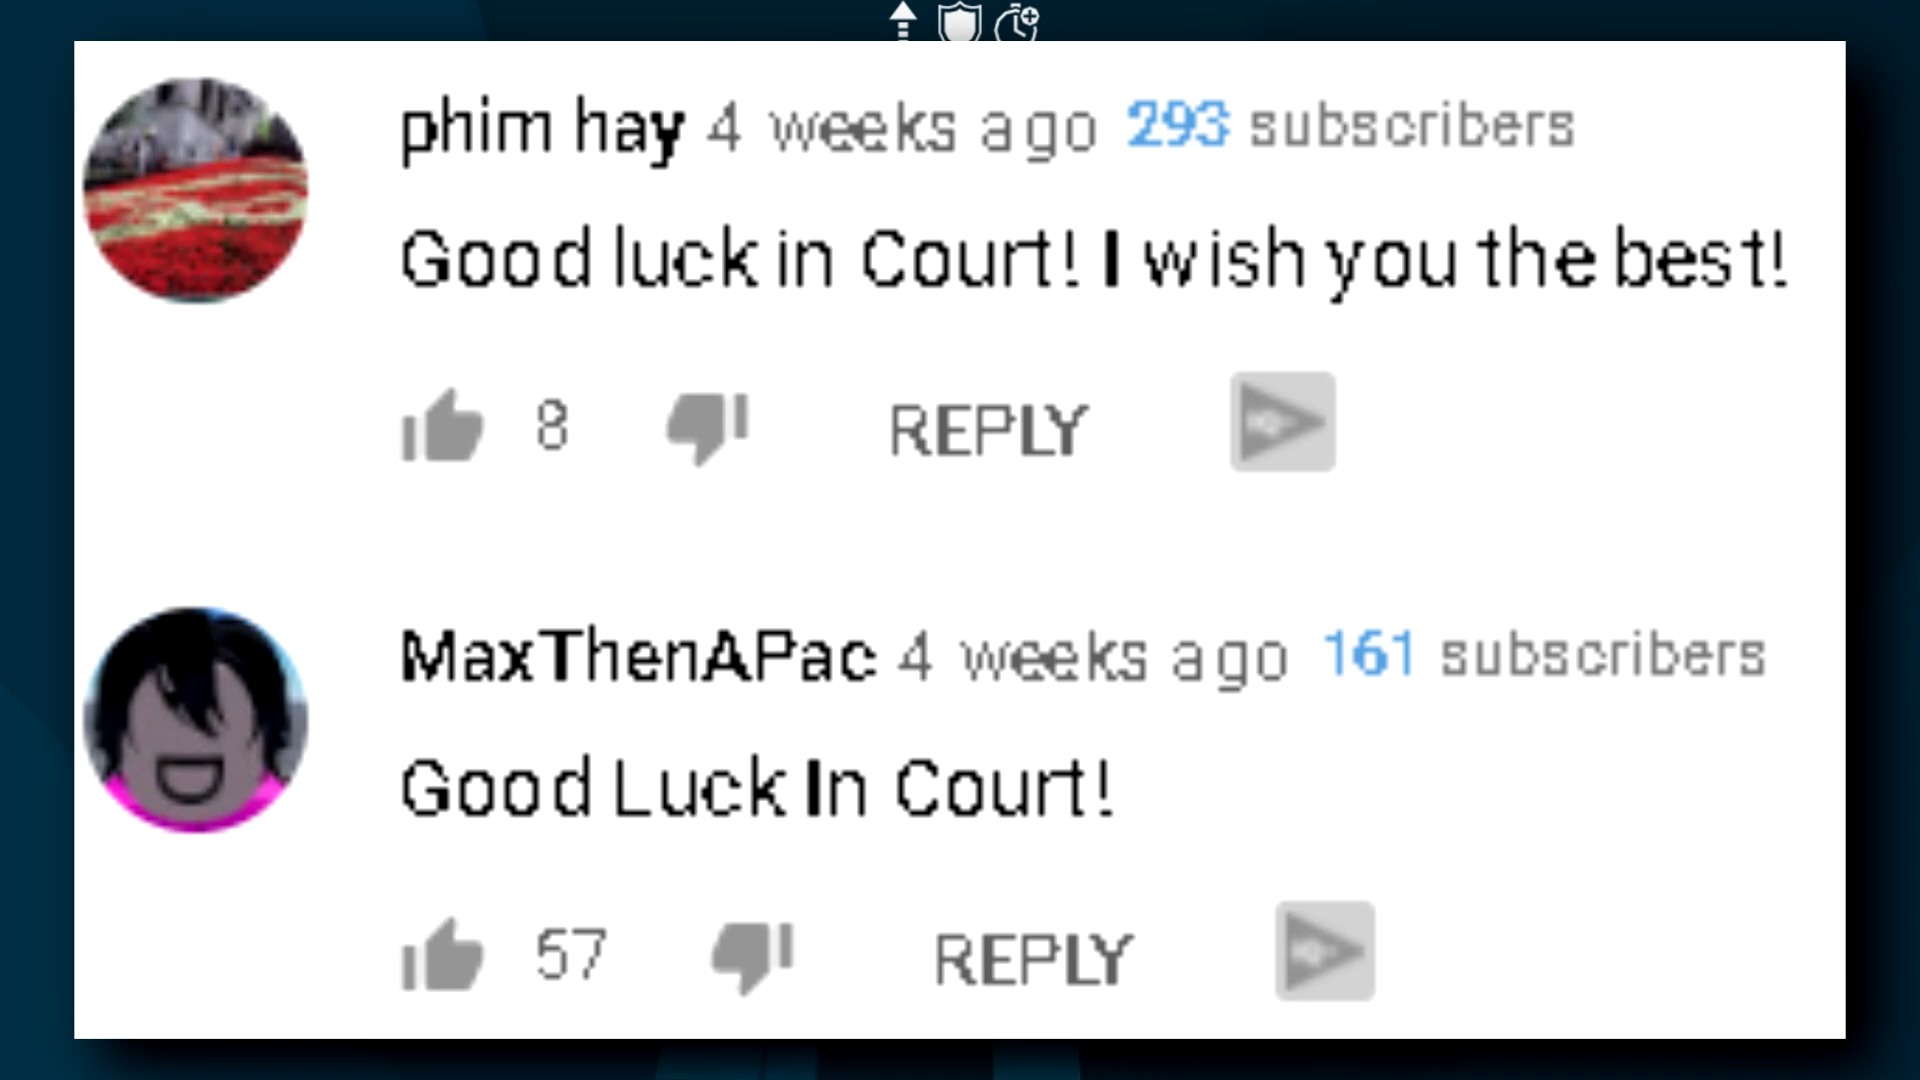 phim hay 4 weeks ago 293 subscribers
Good luck in Court! I wish you the best!
8 REPLY
MaxThenAPac 4 weeks ago 161 subscribers
Good Luck In Court!
57 REPLY